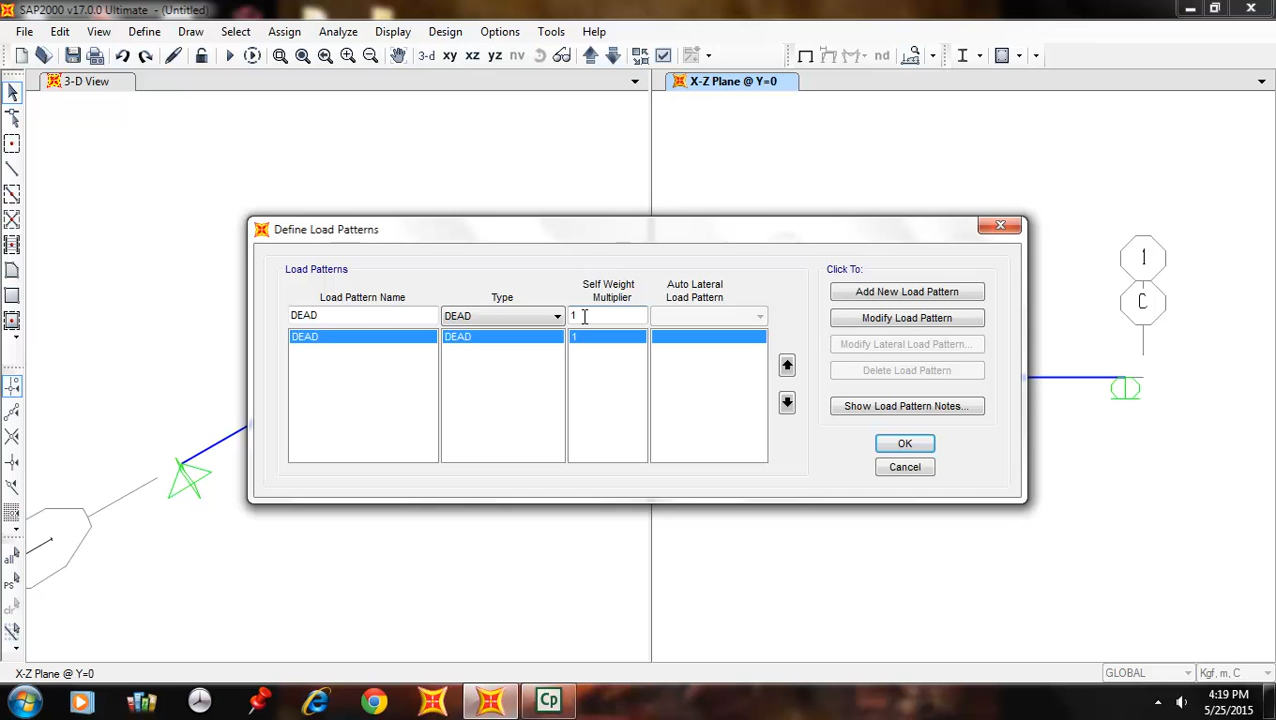 SAP2000 v17.0.0 Ultimate - (Untitled)
File Edit View Define Draw Select Assign Analyze Display Design Options Tools Help
3-d xy xz yz nd
3-D View
X-Z Plane @ Y=0
Define Load Patterns
Load Patterns
Click To:
Load Pattern Name
Type
Self Weight
Multiplier
Auto Lateral
Load Pattern
DEAD DEAD 1
DEAD DEAD 1
Add New Load Pattern
Modify Load Pattern
Modify Lateral Load Pattern...
Delete Load Pattern
Show Load Pattern Notes...
OK
Cancel
1
C
all
PS
clr
X-Z Plane @ Y=0
GLOBAL
Kgf, m, C
Cp
4:19 PM
5/25/2015